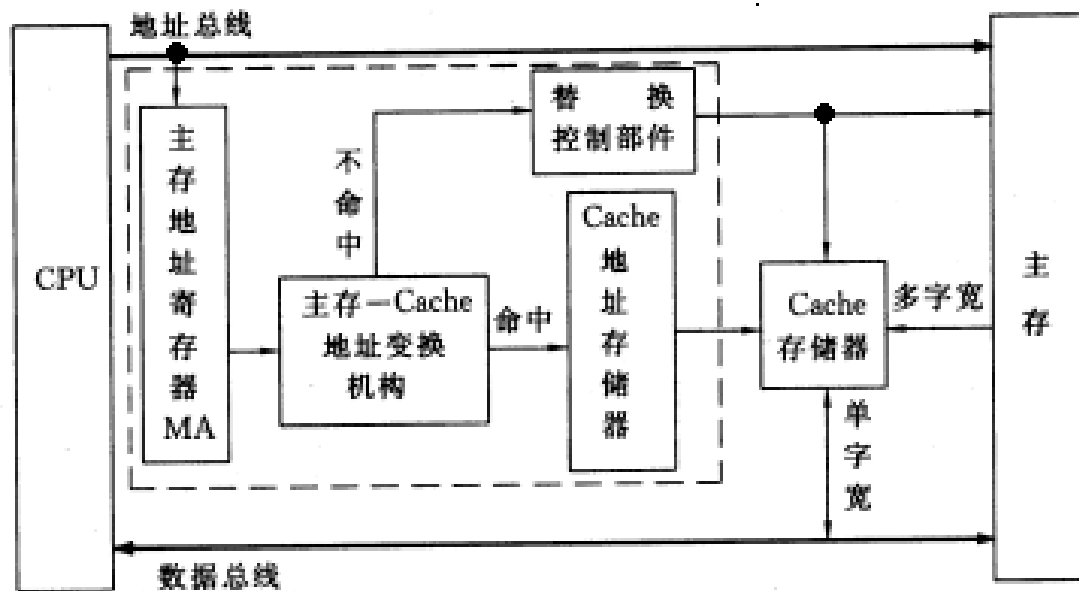 地址总线
CPU
主存地址寄存器MA
不命中
主存—Cache
地址变换
机构
命中
替 换
控制部件
Cache
地址存储器
Cache
存储器
多字宽
单字宽
主存
数据总线